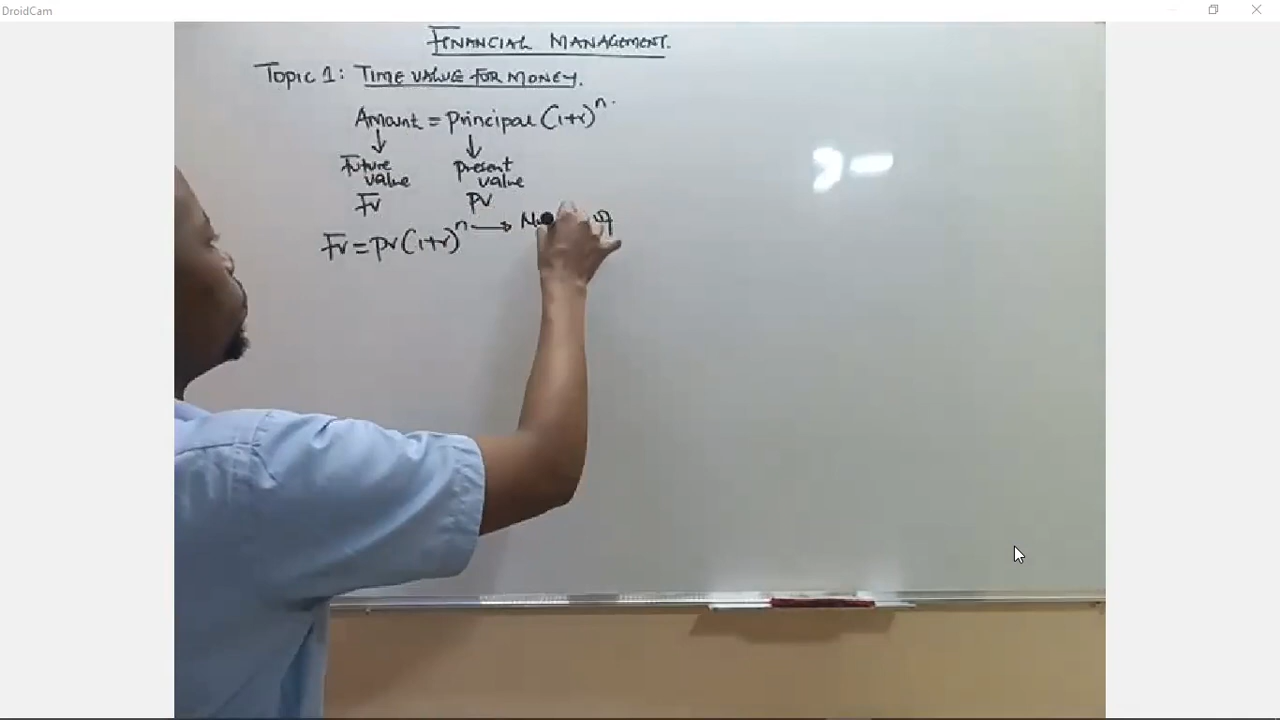 DroidCam
FINANCIAL MANAGEMENT.
Topic 1: TIME VALUE FOR MONEY.
Amount = Principal (1+r)^n.
Future value
Present value
FV
PV
FV = PV (1+r)^n